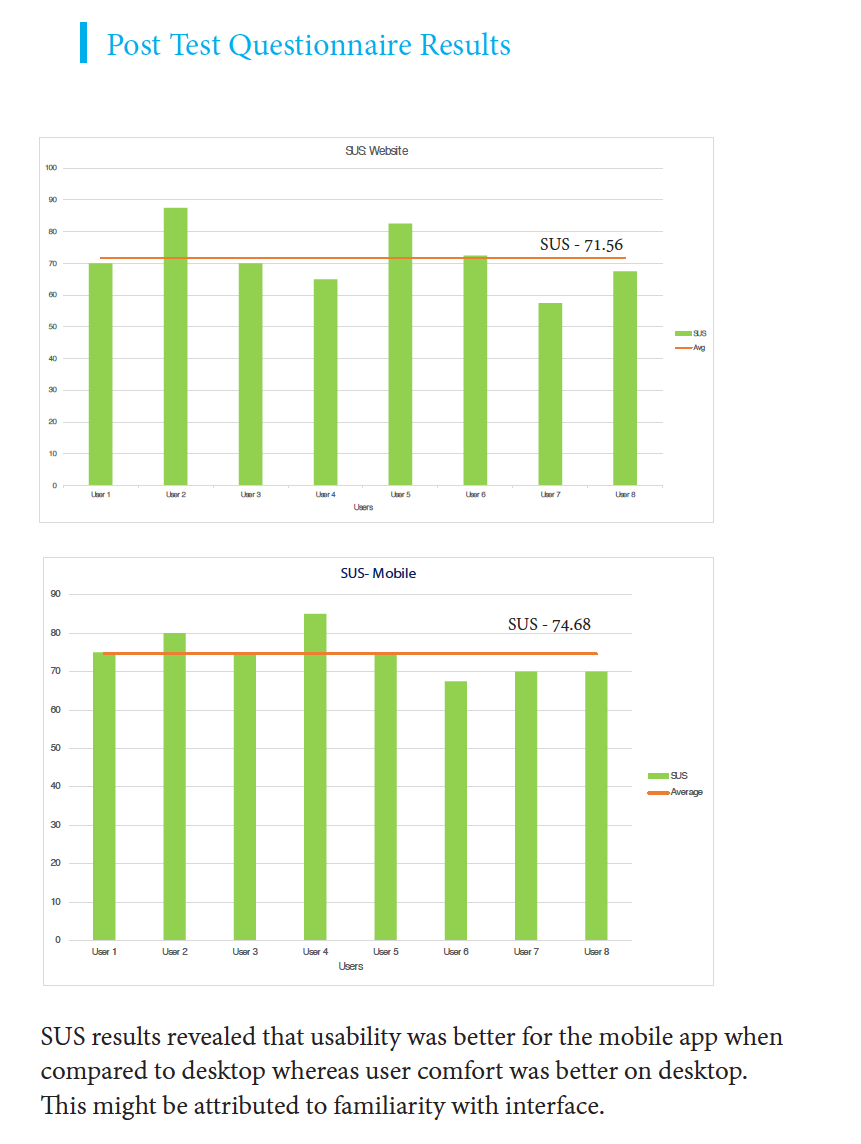 Post Test Questionnaire Results
SUS: Website
100
90
80
70
60
50
40
30
20
10
0
SUS - 71.56
SUS
Avg
User 1 User 2 User 3 User 4 User 5 User 6 User 7 User 8
Users
SUS- Mobile
90
80
70
60
50
40
30
20
10
0
SUS - 74.68
SUS
Average
User 1 User 2 User 3 User 4 User 5 User 6 User 7 User 8
Users
SUS results revealed that usability was better for the mobile app when
compared to desktop whereas user comfort was better on desktop.
This might be attributed to familiarity with interface.